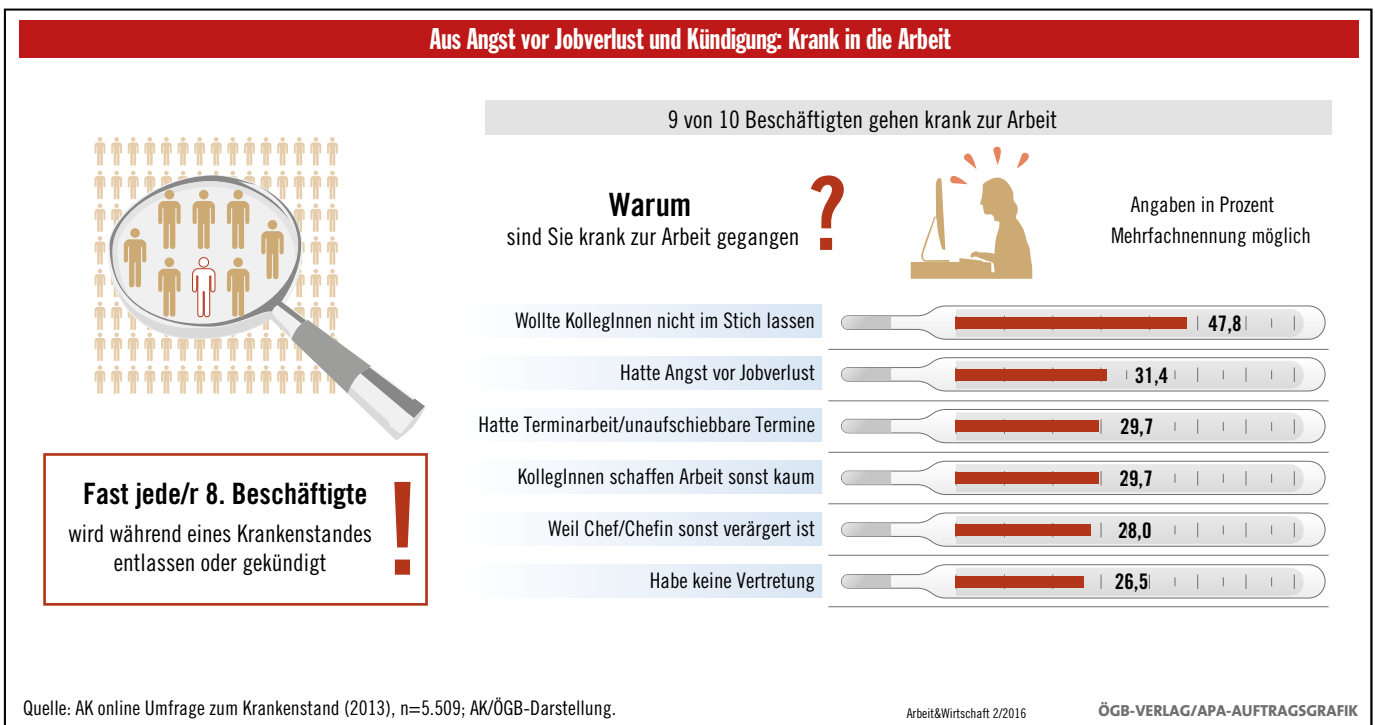 Aus Angst vor Jobverlust und Kündigung: Krank in die Arbeit
9 von 10 Beschäftigten gehen krank zur Arbeit
Warum
sind Sie krank zur Arbeit gegangen
?
Angaben in Prozent
Mehrfachnennung möglich
Wollte KollegInnen nicht im Stich lassen 47,8
Hatte Angst vor Jobverlust 31,4
Hatte Terminarbeit/unaufschiebbare Termine 29,7
KollegInnen schaffen Arbeit sonst kaum 29,7
Weil Chef/Chefin sonst verärgert ist 28,0
Habe keine Vertretung 26,5
Fast jede/r 8. Beschäftigte
wird während eines Krankenstandes
entlassen oder gekündigt
!
Quelle: AK online Umfrage zum Krankenstand (2013), n=5.509; AK/ÖGB-Darstellung.
Arbeit&Wirtschaft 2/2016
ÖGB-VERLAG/APA-AUFTRAGSGRAFIK